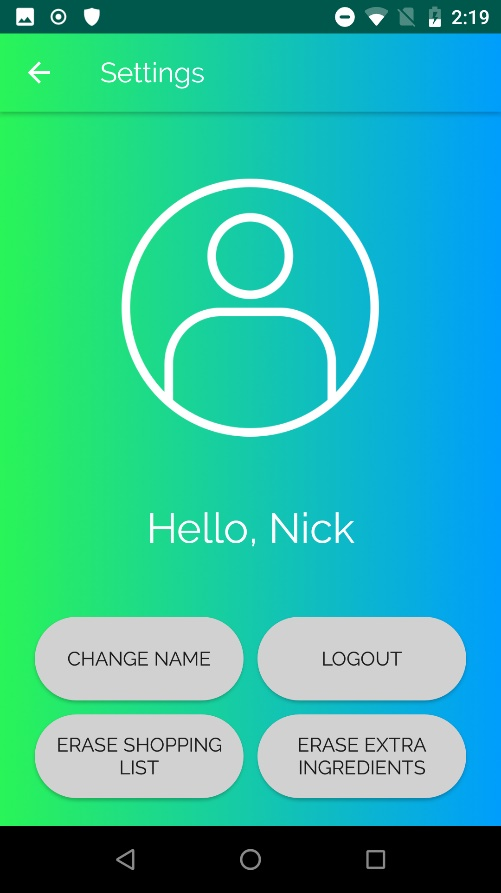 2:19
Settings
Hello, Nick
CHANGE NAME
LOGOUT
ERASE SHOPPING
LIST
ERASE EXTRA
INGREDIENTS